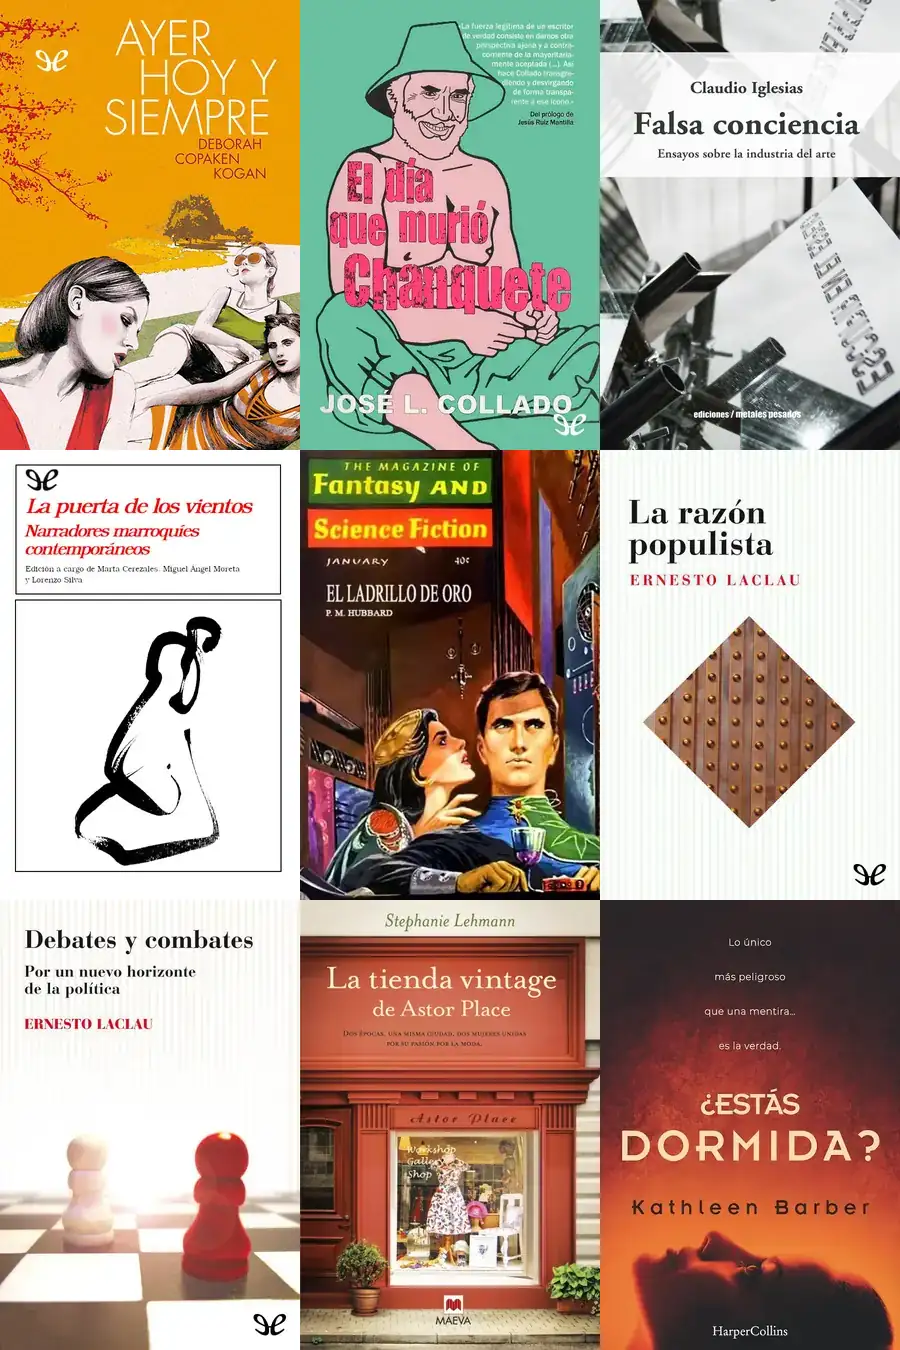 AYER
HOY Y
SIEMPRE
DEBORAH
COPAKEN
KOGAN
«La fuerza legítima de un escritor
de verdad consiste en darnos otra
perspectiva ajena y a contra-
corriente de la mayoritaria-
mente aceptada (...). Así
hace Collado transgre-
diendo y desvirgando
de forma transpa-
rente a ese icono.»
Del prólogo de
Jesús Ruiz Mantilla
El día
que murió
Chanquete
JOSÉ L. COLLADO
Claudio Iglesias
Falsa conciencia
Ensayos sobre la industria del arte
ediciones / metales pesados
La puerta de los vientos
Narradores marroquíes
contemporáneos
Edición a cargo de Marta Cerezales, Miguel Ángel Moreta
y Lorenzo Silva
THE MAGAZINE OF
Fantasy AND
Science Fiction
JANUARY 40¢
EL LADRILLO DE ORO
P. M. HUBBARD
La razón
populista
ERNESTO LACLAU
Debates y combates
Por un nuevo horizonte
de la política
ERNESTO LACLAU
Stephanie Lehmann
La tienda vintage
de Astor Place
DOS ÉPOCAS, UNA MISMA CIUDAD, DOS MUJERES UNIDAS
POR SU PASIÓN POR LA MODA.
Astor Place
Workshop
Gallery
Shop
MAEVA
Lo único
más peligroso
que una mentira...
es la verdad.
¿ESTÁS
DORMIDA?
Kathleen Barber
HarperCollins